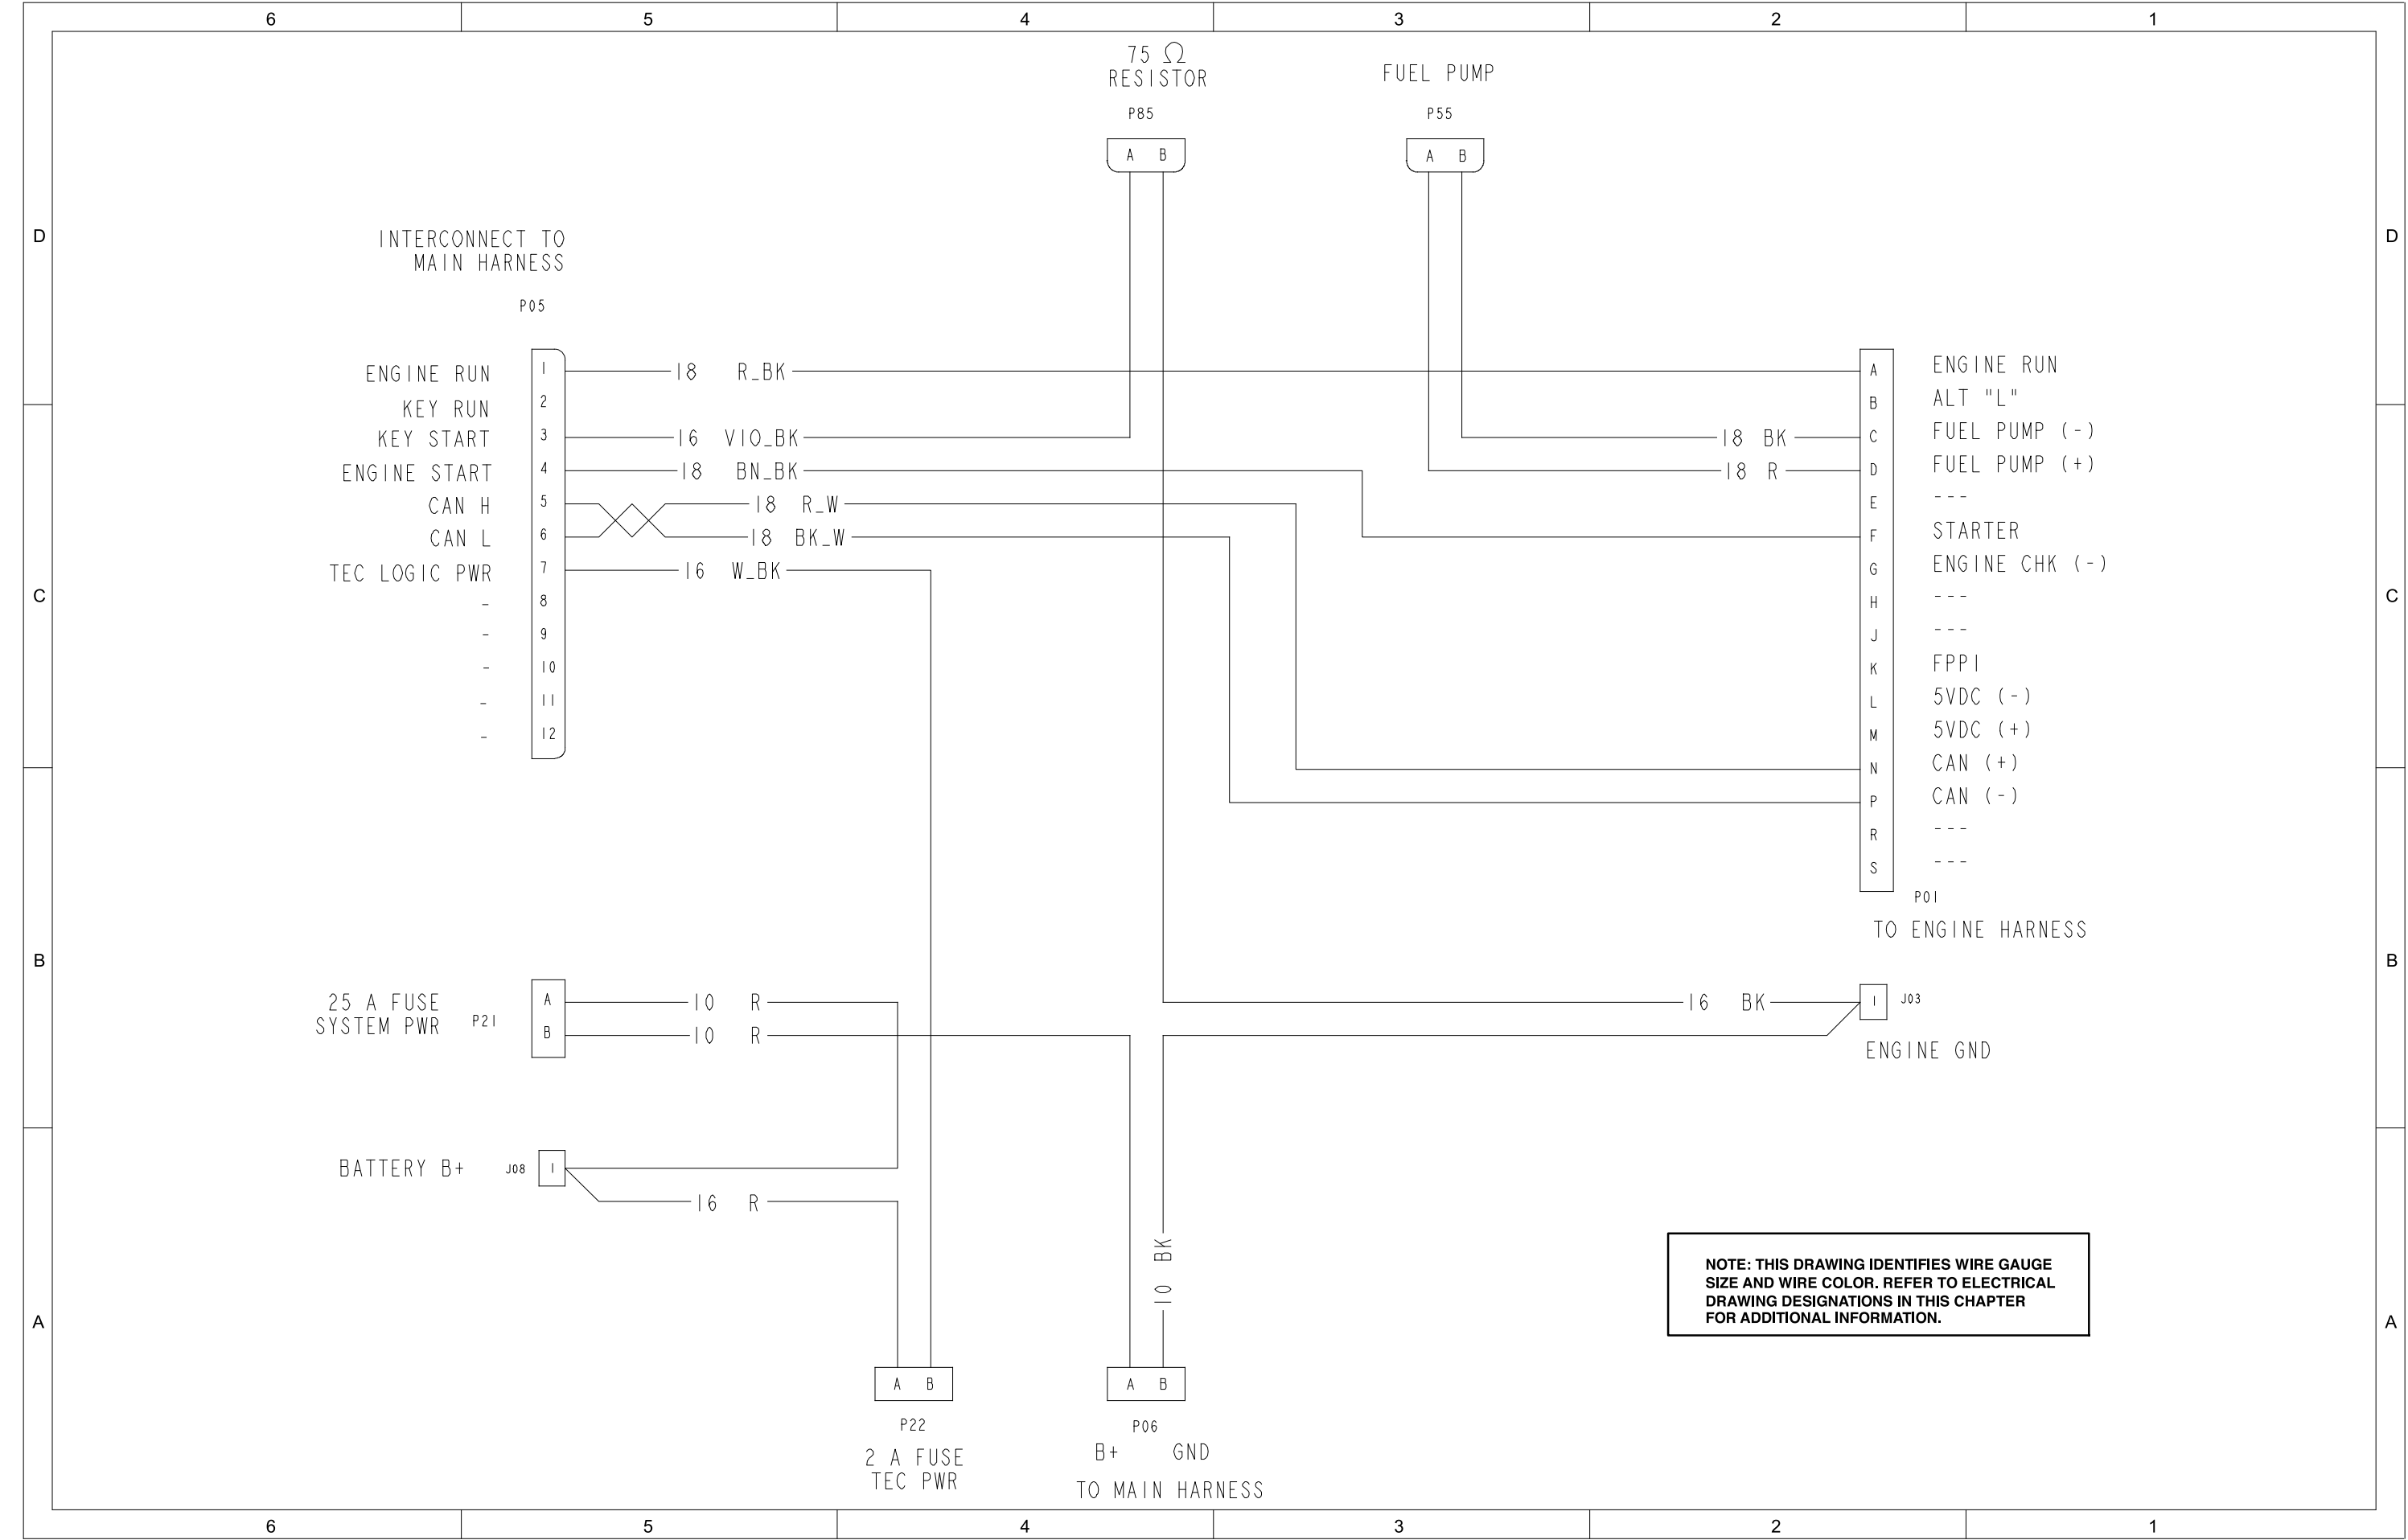 6 5 4 3 2 1
75 Ω
RESISTOR
P85
A B
FUEL PUMP
P55
A B
D D
INTERCONNECT TO
MAIN HARNESS
P05
ENGINE RUN 1 18 R_BK A ENGINE RUN
KEY RUN 2 B ALT "L"
KEY START 3 16 VIO_BK 18 BK C FUEL PUMP (-)
ENGINE START 4 18 BN_BK 18 R D FUEL PUMP (+)
CAN H 5 18 R_W E ---
CAN L 6 18 BK_W F STARTER
TEC LOGIC PWR 7 16 W_BK G ENGINE CHK (-)
C C
- 8 H ---
- 9 J ---
- 10 K FPP1
- 11 L 5VDC (-)
- 12 M 5VDC (+)
N CAN (+)
P CAN (-)
R ---
S ---
P01
TO ENGINE HARNESS
B B
25 A FUSE
SYSTEM PWR
P21
A 10 R
B 10 R
16 BK 1 J03
ENGINE GND
BATTERY B+ J08 1
16 R
10 BK
NOTE: THIS DRAWING IDENTIFIES WIRE GAUGE
SIZE AND WIRE COLOR. REFER TO ELECTRICAL
DRAWING DESIGNATIONS IN THIS CHAPTER
FOR ADDITIONAL INFORMATION.
A A
A B
P22
2 A FUSE
TEC PWR
A B
P06
B+ GND
TO MAIN HARNESS
6 5 4 3 2 1